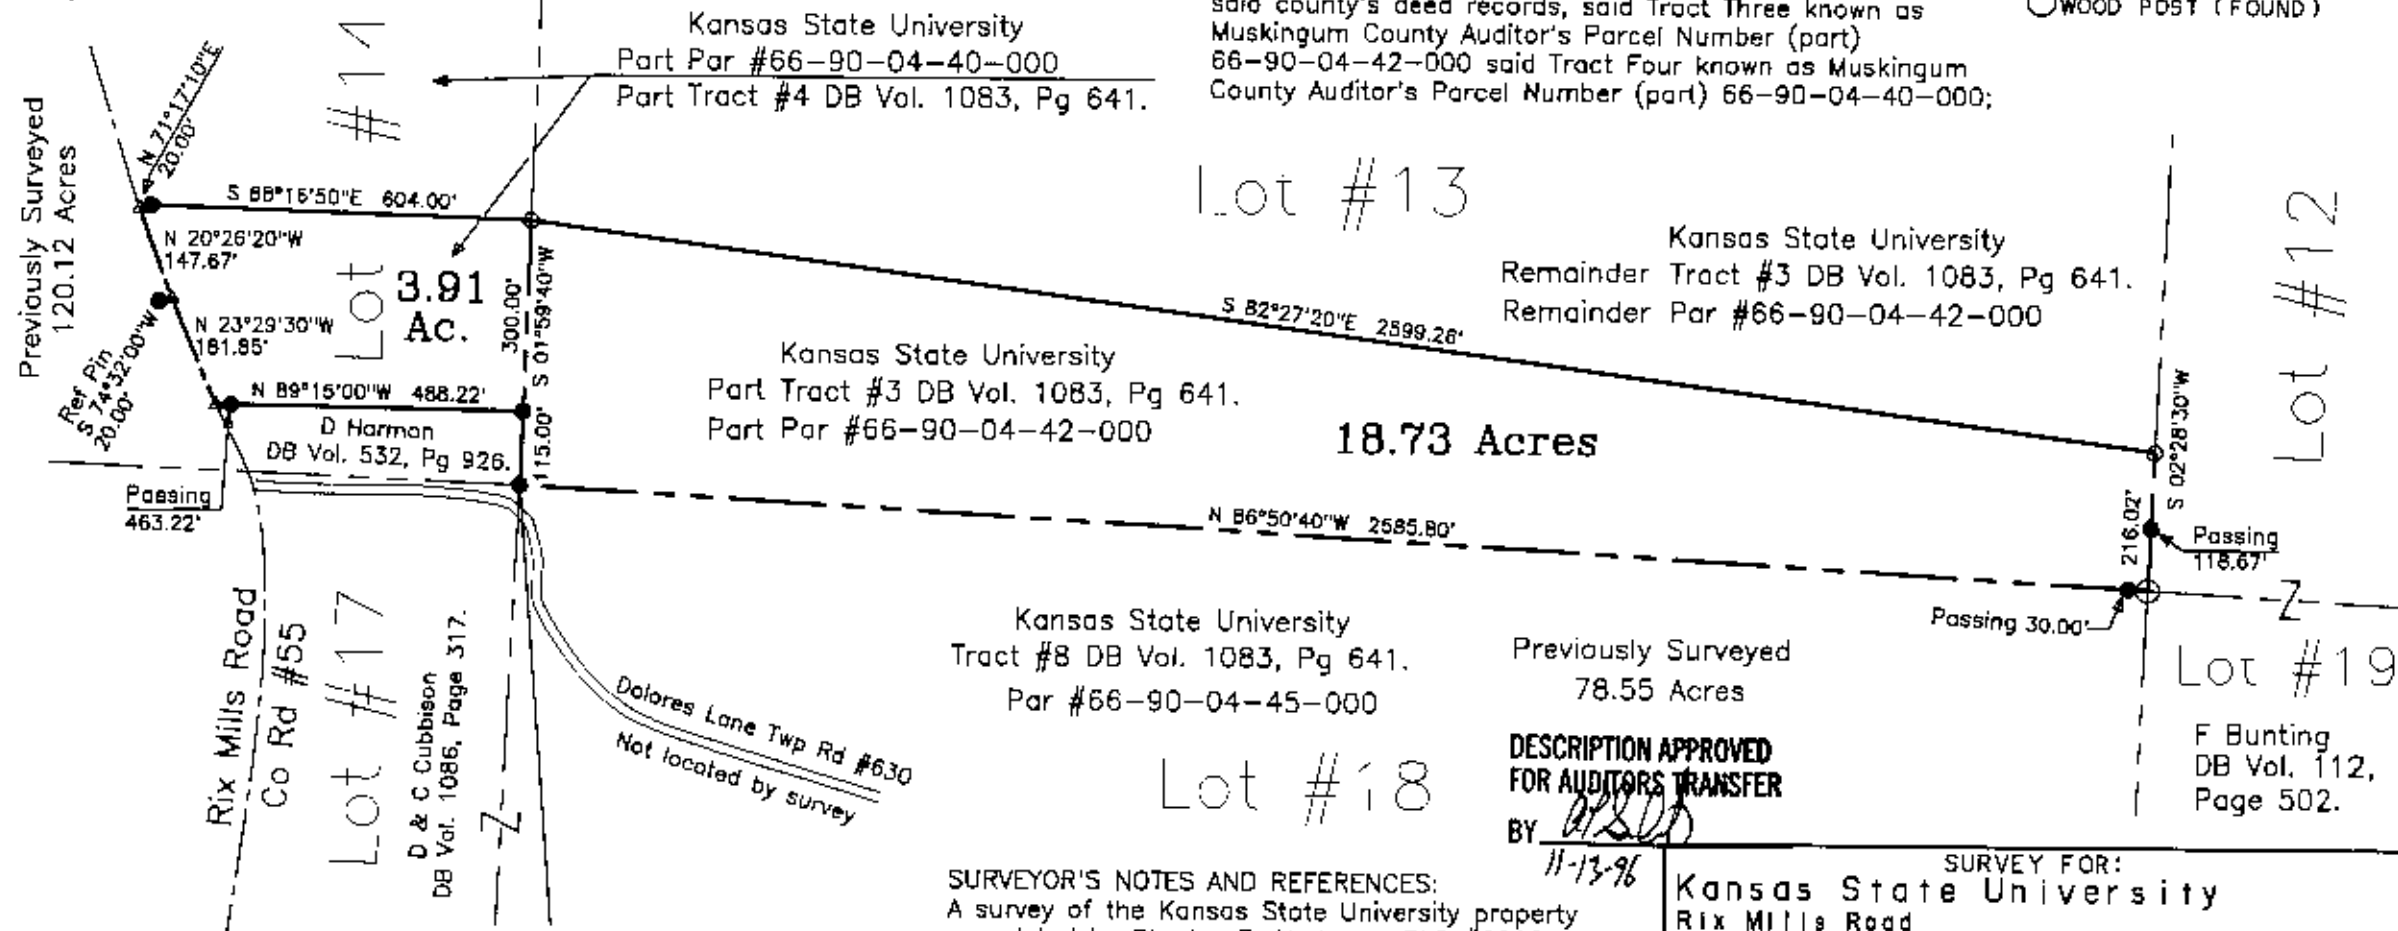 Kansas State University
Part Par #66-90-04-40-000
Part Tract #4 DB Vol. 1083, Pg 641.
said county's deed records, said Tract Three known as
Muskingum County Auditor's Parcel Number (part)
66-90-04-42-000 said Tract Four known as Muskingum
County Auditor's Parcel Number (part) 66-90-04-40-000;
WOOD POST (FOUND)
Previously Surveyed
120.12 Acres
N 71°17'10"E
20.00'
Lot #11
Lot #13
Lot #12
S 88°16'50"E 604.00'
N 20°26'20"W
147.67'
3.91
Ac.
300.00'
S 01°59'40"W
Kansas State University
Remainder Tract #3 DB Vol. 1083, Pg 641.
Remainder Par #66-90-04-42-000
S 82°27'20"E 2599.28'
N 23°29'30"W
181.85'
Ref Pin
S 74°32'00"W
20.00'
Kansas State University
Part Tract #3 DB Vol. 1083, Pg 641.
Part Par #66-90-04-42-000
18.73 Acres
N 89°15'00"W 488.22'
D Harman
DB Vol. 532, Pg 926.
115.00'
Passing
463.22'
N 86°50'40"W 2585.80'
S 02°28'30"W
216.02'
Passing
118.67'
Passing 30.00'
Rix Mills Road
Co Rd #55
Lot #17
D & C Cubbison
DB Vol. 1086, Page 317.
Dolores Lane Twp Rd #630
Not located by survey
Kansas State University
Tract #8 DB Vol. 1083, Pg 641.
Par #66-90-04-45-000
Previously Surveyed
78.55 Acres
Lot #18
Lot #19
F Bunting
DB Vol. 112,
Page 502.
DESCRIPTION APPROVED
FOR AUDITORS TRANSFER
BY
11-13-96
SURVEYOR'S NOTES AND REFERENCES:
A survey of the Kansas State University property
SURVEY FOR:
Kansas State University
Rix Mills Road